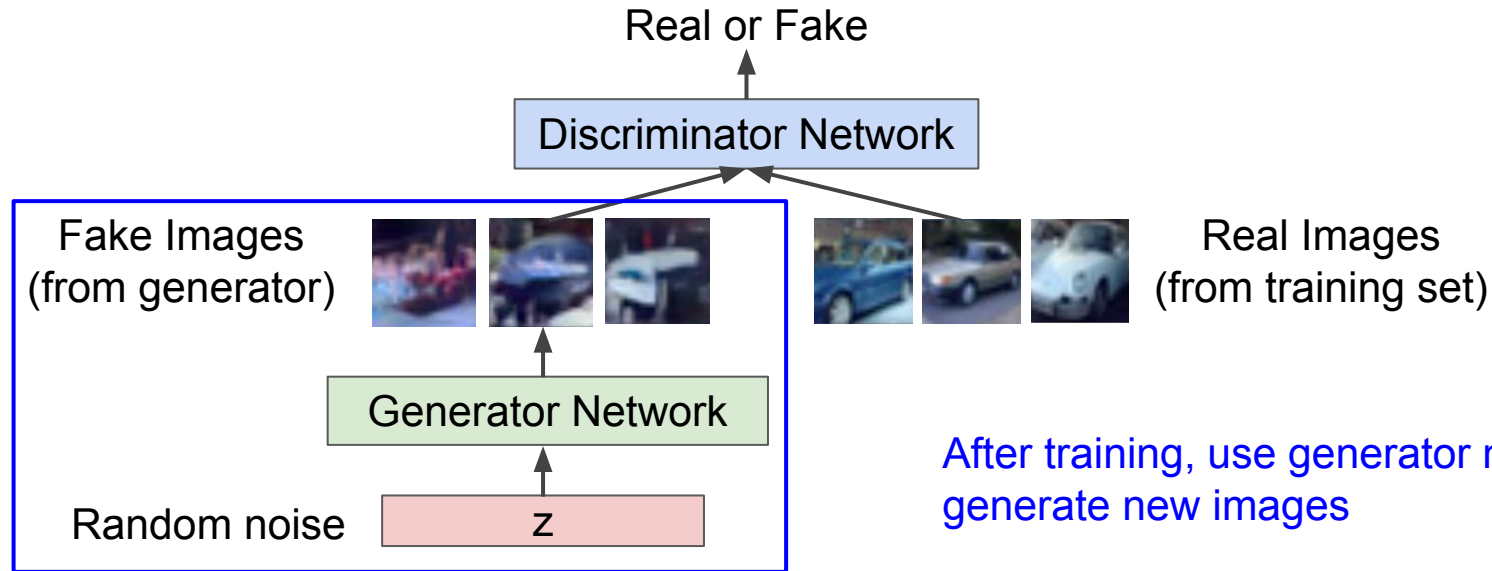 Real or Fake
Discriminator Network
Fake Images
(from generator)
Real Images
(from training set)
Generator Network
After training, use generator
generate new images
Random noise
z